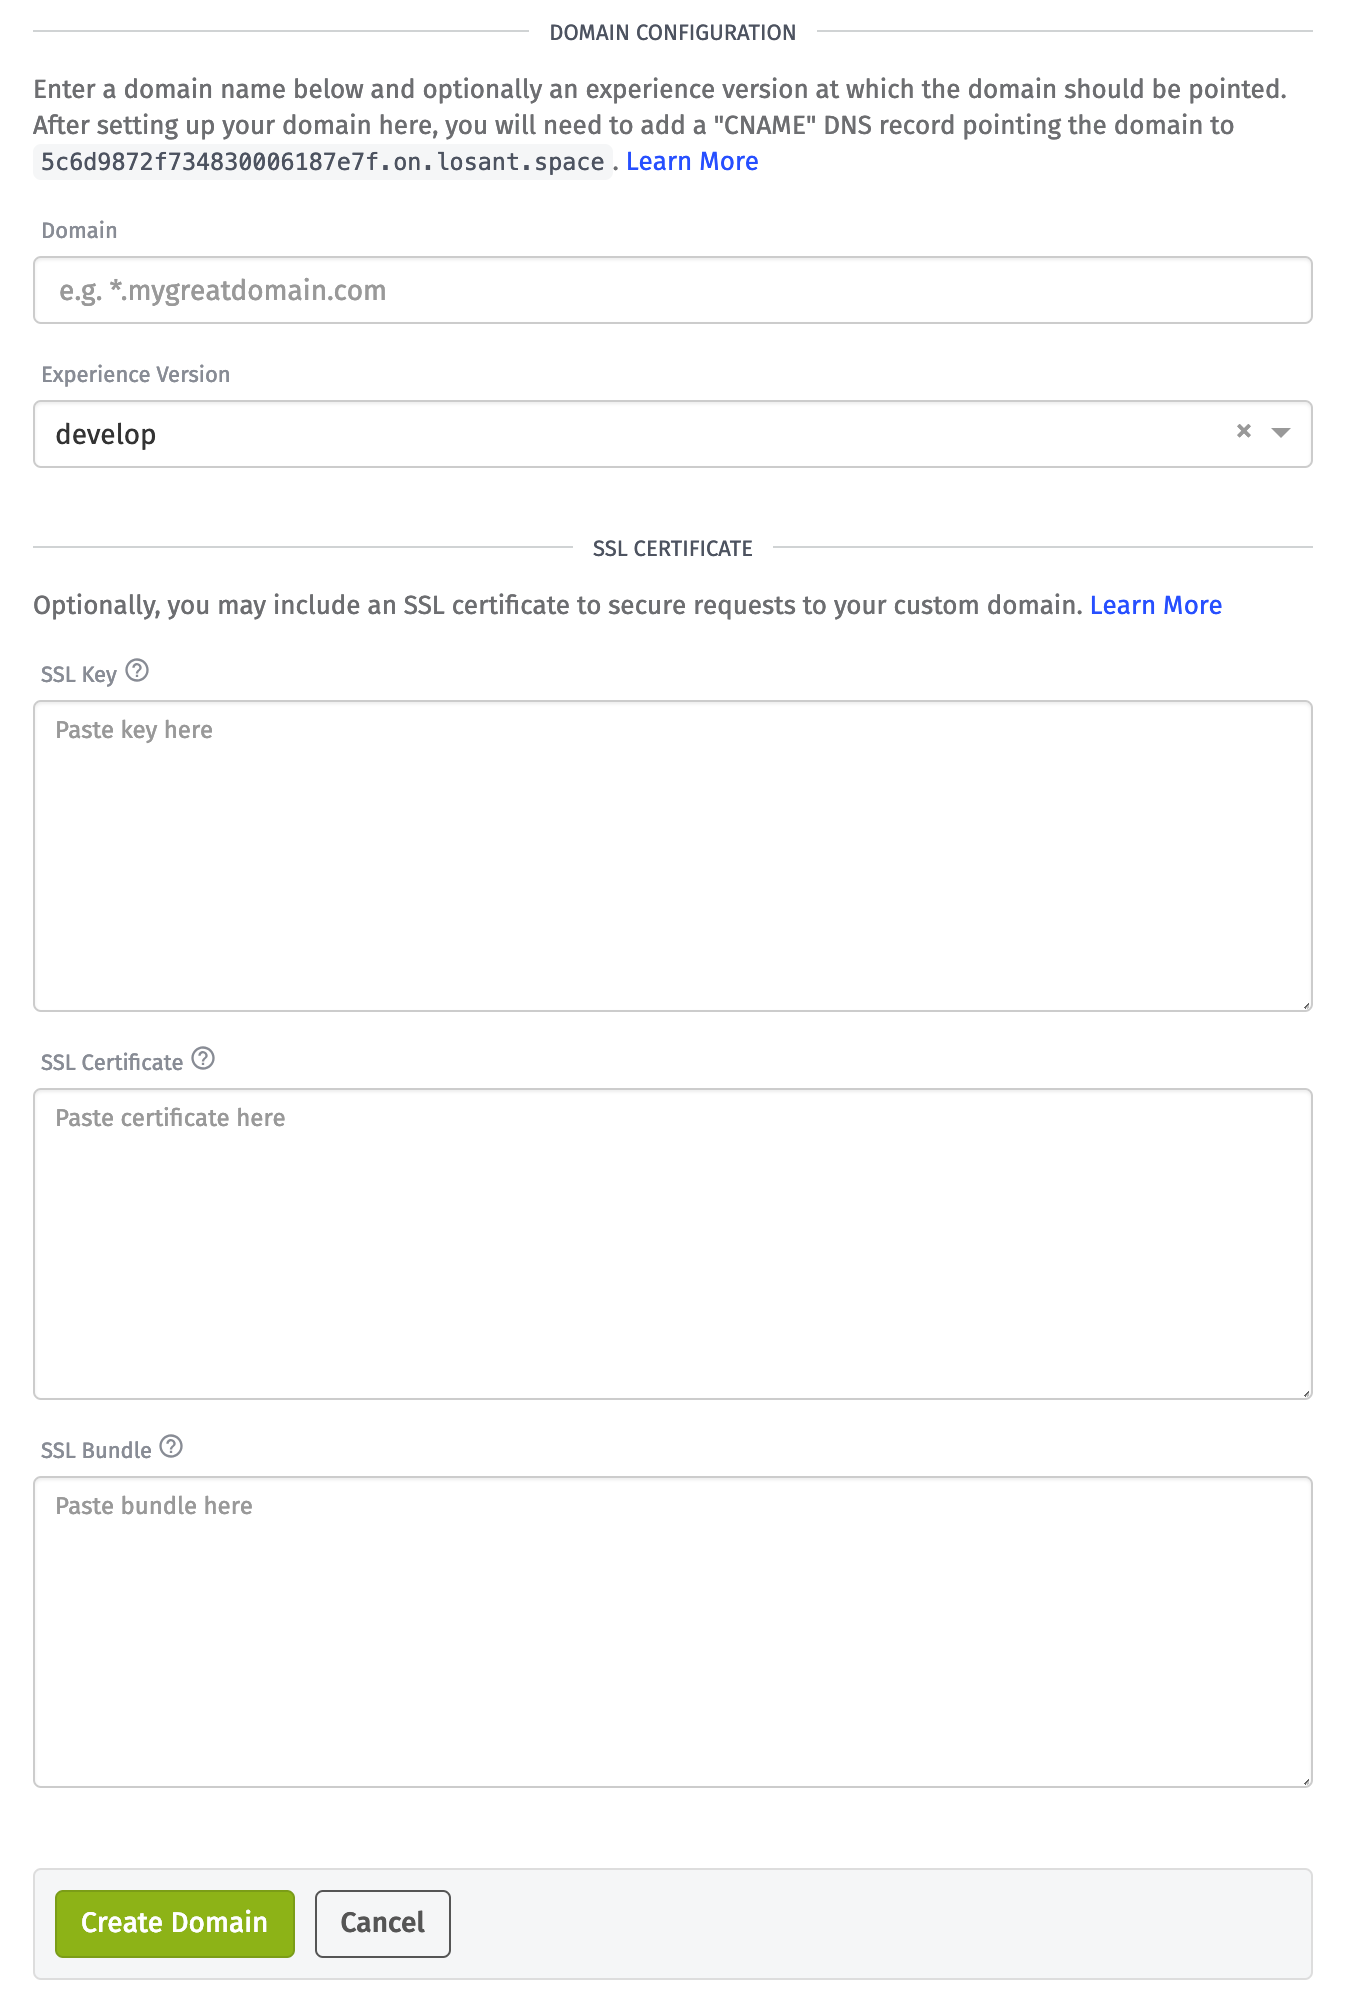 DOMAIN CONFIGURATION
Enter a domain name below and optionally an experience version at which the domain should be pointed.
After setting up your domain here, you will need to add a "CNAME" DNS record pointing the domain to
5c6d9872f734830006187e7f.on.losant.space. Learn More
Domain
e.g. *.mygreatdomain.com
Experience Version
develop
SSL CERTIFICATE
Optionally, you may include an SSL certificate to secure requests to your custom domain. Learn More
SSL Key
Paste key here
SSL Certificate
Paste certificate here
SSL Bundle
Paste bundle here
Create Domain Cancel